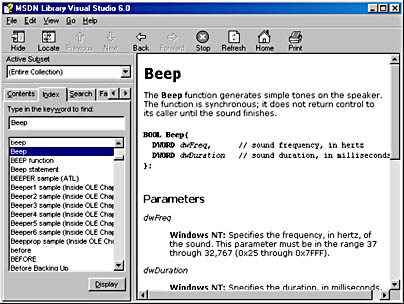 MSDN Library Visual Studio 6.0
File Edit View Go Help
Hide Locate Previous Next Back Forward Stop Refresh Home Print
Active Subset
(Entire Collection)
Contents Index Search Fa
Type in the keyword to find:
Beep
beep
Beep
BEEP function
Beep statement
BEEPER sample (ATL)
Beeper1 sample (Inside OLE Chap
Beeper2 sample (Inside OLE Chap
Beeper3 sample (Inside OLE Chap
Beeper4 sample (Inside OLE Chap
Beeper5 sample (Inside OLE Chap
Beeper6 sample (Inside OLE Chap
Beepprop sample (Inside OLE Cha
before
BEFORE
Before Backing Up
Display
Beep
The Beep function generates simple tones on the speaker.
The function is synchronous; it does not return control to
its caller until the sound finishes.
BOOL Beep(
DWORD dwFreq, // sound frequency, in hertz
DWORD dwDuration // sound duration, in milliseconds
);
Parameters
dwFreq
Windows NT: Specifies the frequency, in hertz, of
the sound. This parameter must be in the range 37
through 32,767 (0x25 through 0x7FFF).
dwDuration
Windows NT: Specifies the duration, in milliseconds,